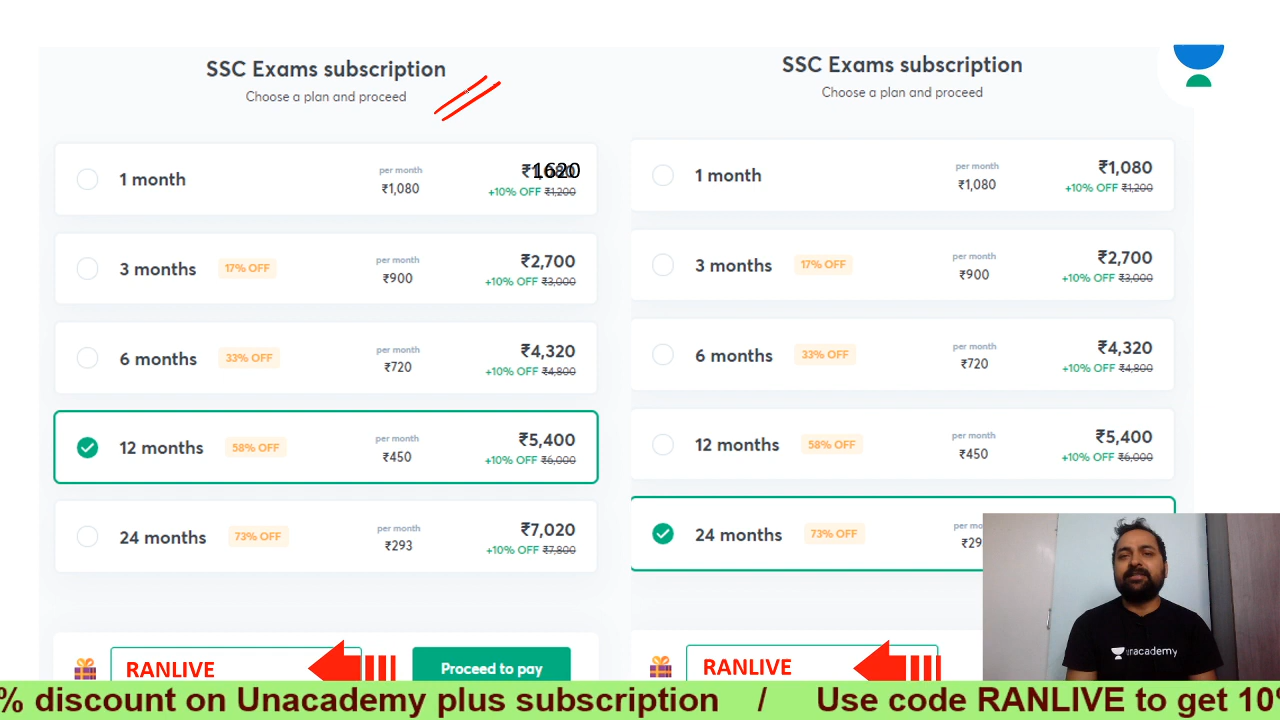 SSC Exams subscription
Choose a plan and proceed
1 month
per month
₹1,080
1620
+10% OFF ₹1,200
3 months
17% OFF
per month
₹900
₹2,700
+10% OFF ₹3,000
6 months
33% OFF
per month
₹720
₹4,320
+10% OFF ₹4,800
12 months
58% OFF
per month
₹450
₹5,400
+10% OFF ₹6,000
24 months
73% OFF
per month
₹293
₹7,020
+10% OFF ₹7,800
RANLIVE
Proceed to pay
SSC Exams subscription
Choose a plan and proceed
1 month
per month
₹1,080
₹1,080
+10% OFF ₹1,200
3 months
17% OFF
per month
₹900
₹2,700
+10% OFF ₹3,000
6 months
33% OFF
per month
₹720
₹4,320
+10% OFF ₹4,800
12 months
58% OFF
per month
₹450
₹5,400
+10% OFF ₹6,000
24 months
73% OFF
per mo
₹29
RANLIVE
unacademy
% discount on Unacademy plus subscription / Use code RANLIVE to get 10%